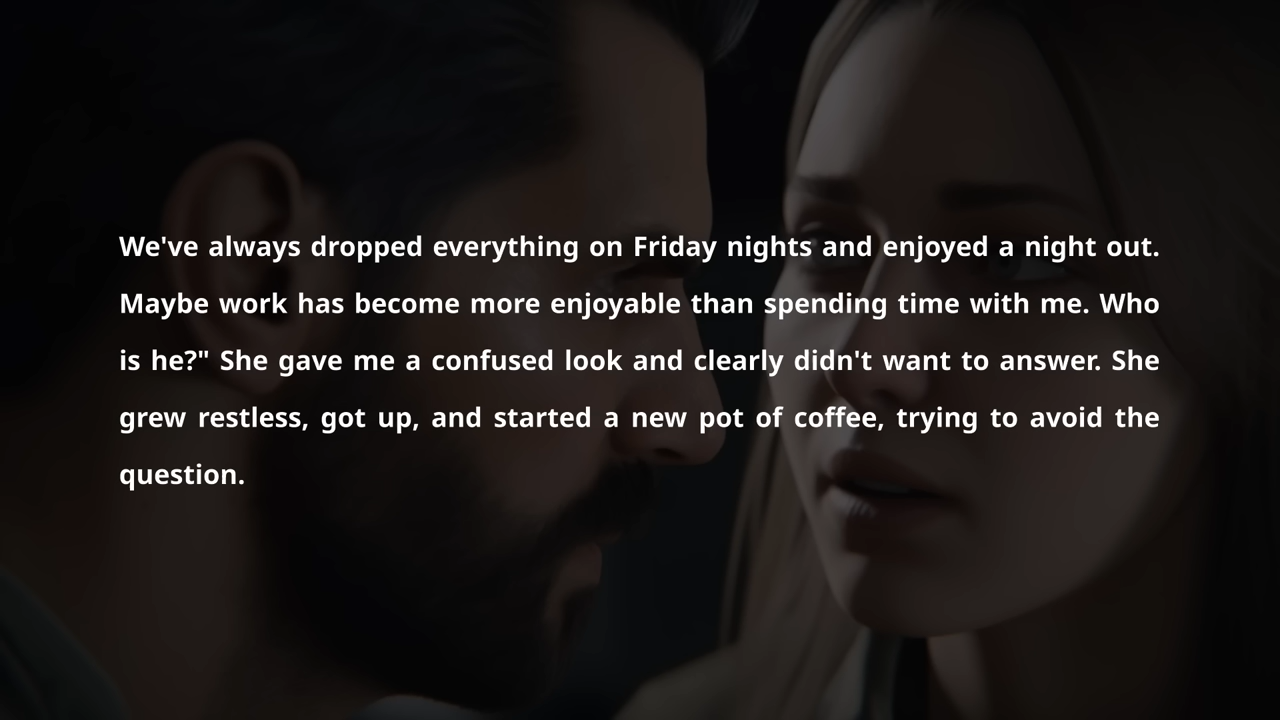 We've always dropped everything on Friday nights and enjoyed a night out.
Maybe work has become more enjoyable than spending time with me. Who
is he?" She gave me a confused look and clearly didn't want to answer. She
grew restless, got up, and started a new pot of coffee, trying to avoid the
question.